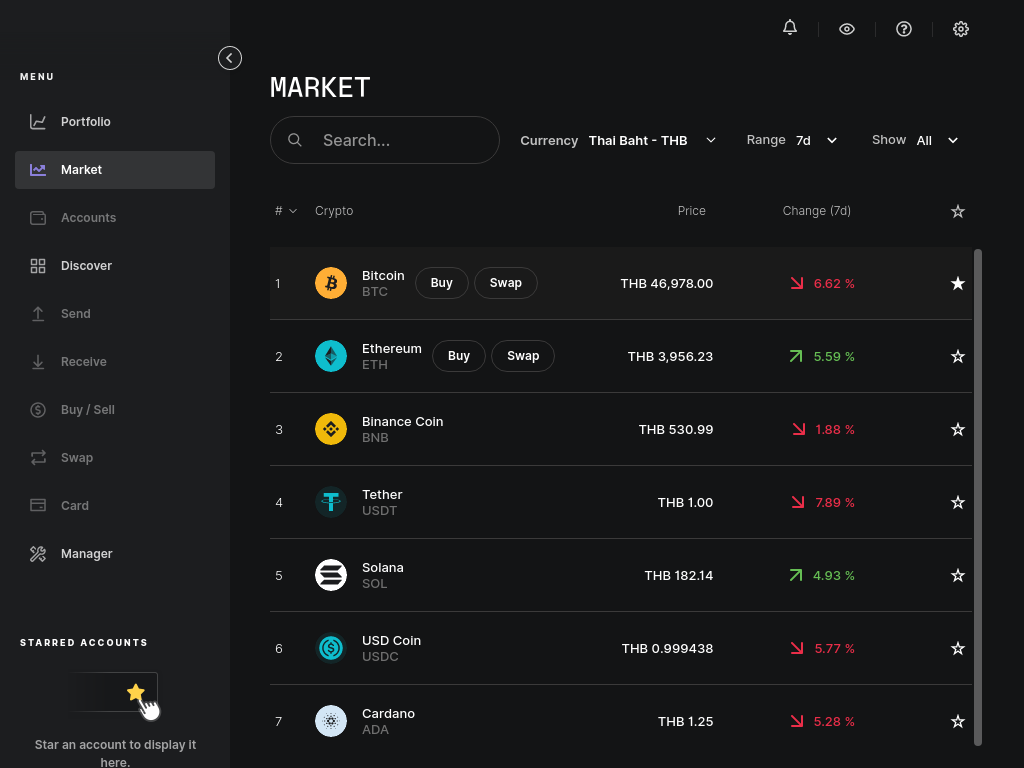 MENU
Portfolio
Market
Accounts
Discover
Send
Receive
Buy / Sell
Swap
Card
Manager
STARRED ACCOUNTS
Star an account to display it
here.
MARKET
Search...
Currency Thai Baht - THB
Range 7d
Show All
# Crypto Price Change (7d)
1 Bitcoin BTC Buy Swap THB 46,978.00 6.62 %
2 Ethereum ETH Buy Swap THB 3,956.23 5.59 %
3 Binance Coin BNB THB 530.99 1.88 %
4 Tether USDT THB 1.00 7.89 %
5 Solana SOL THB 182.14 4.93 %
6 USD Coin USDC THB 0.999438 5.77 %
7 Cardano ADA THB 1.25 5.28 %